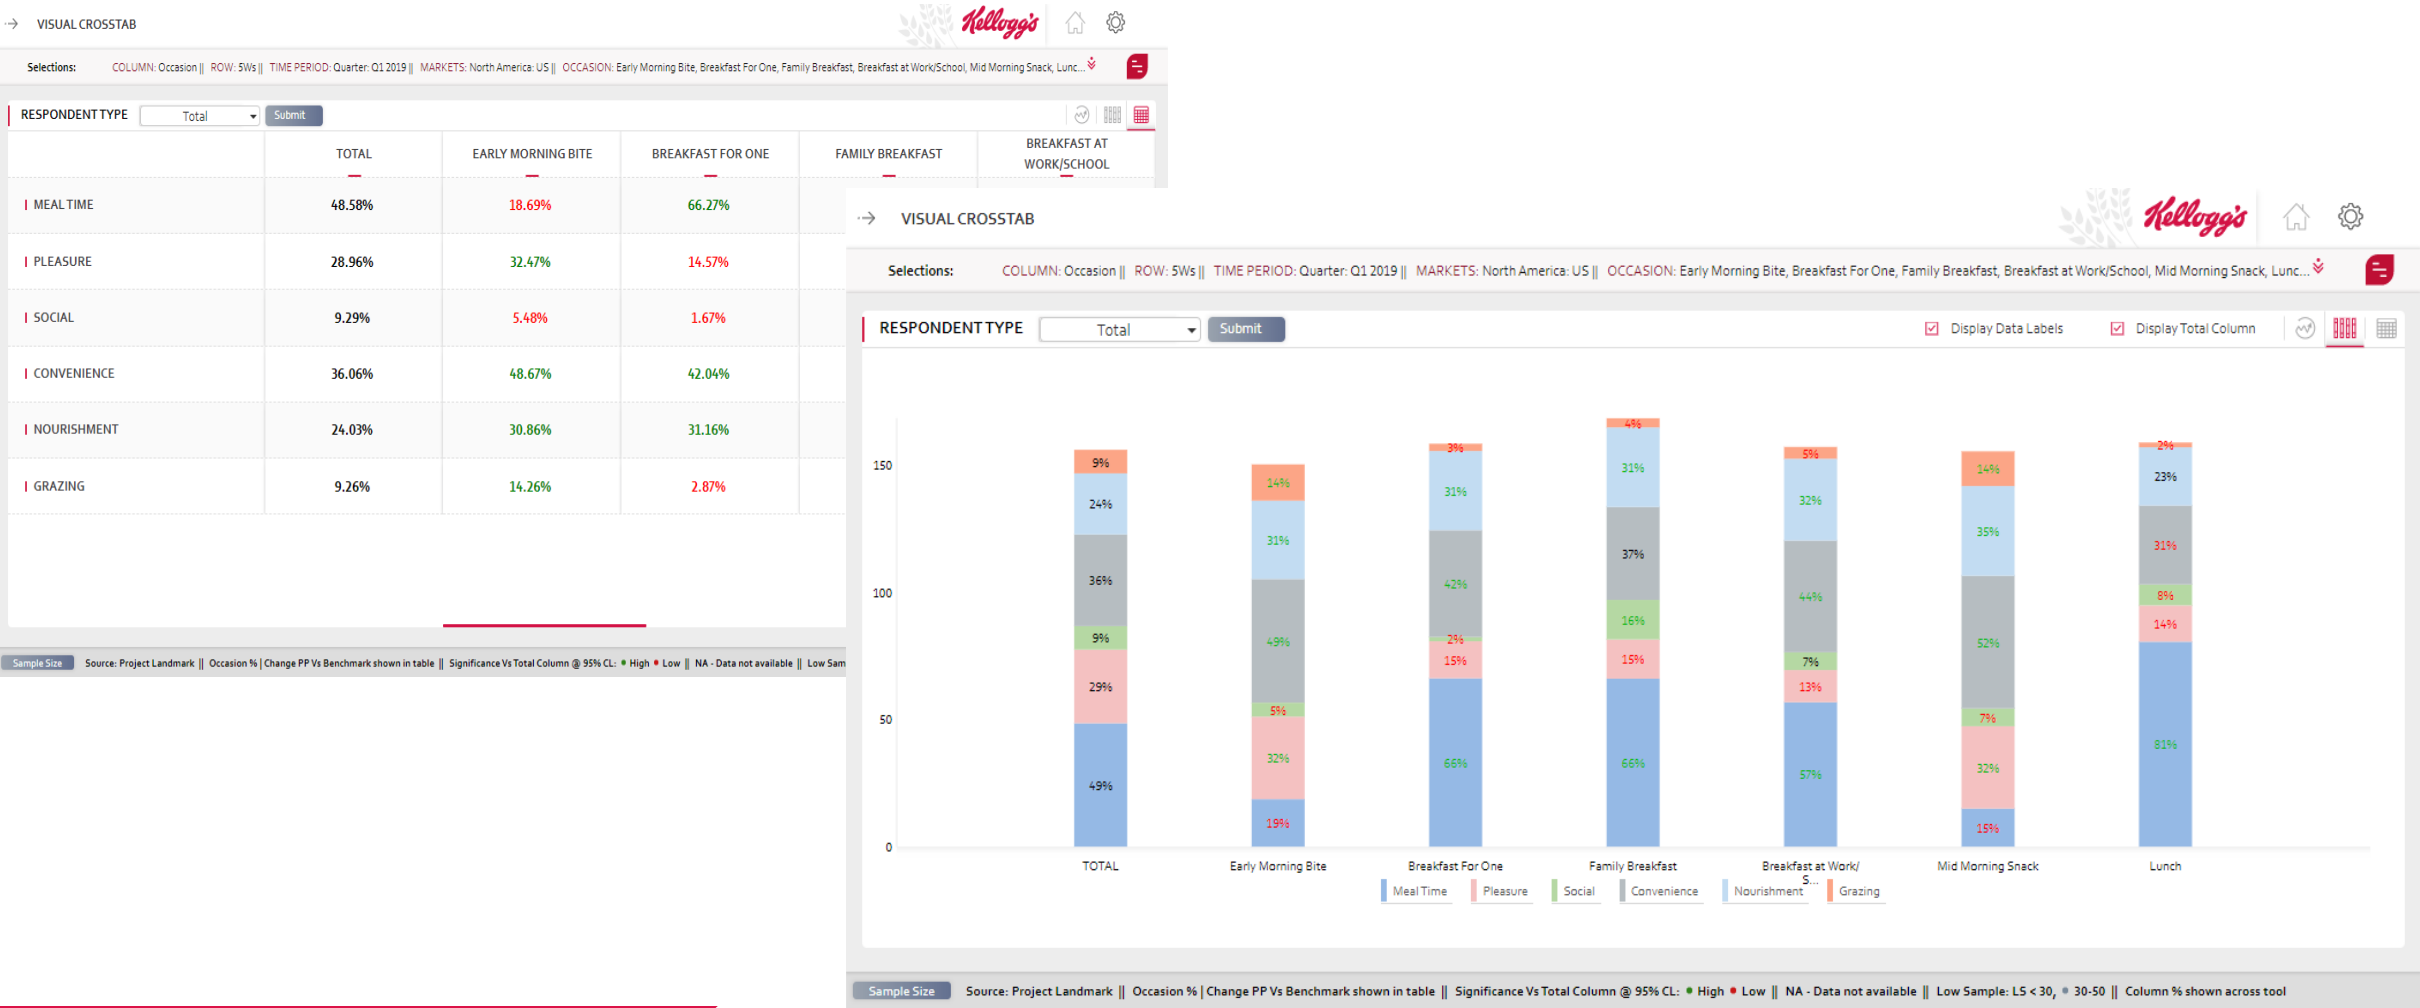 VISUAL CROSSTAB
Kellogg's
Selections: COLUMN: Occasion || ROW: 5Ws || TIME PERIOD: Quarter: Q1 2019 || MARKETS: North America: US || OCCASION: Early Morning Bite, Breakfast For One, Family Breakfast, Breakfast at Work/School, Mid Morning Snack, Lunc...
RESPONDENT TYPE Total Submit
TOTAL EARLY MORNING BITE BREAKFAST FOR ONE FAMILY BREAKFAST BREAKFAST AT
WORK/SCHOOL
MEAL TIME 48.58% 18.69% 66.27%
PLEASURE 28.96% 32.47% 14.57%
SOCIAL 9.29% 5.48% 1.67%
CONVENIENCE 36.06% 48.67% 42.04%
NOURISHMENT 24.03% 30.86% 31.16%
GRAZING 9.26% 14.26% 2.87%
Sample Size Source: Project Landmark || Occasion % | Change PP Vs Benchmark shown in table || Significance Vs Total Column @ 95% CL: High Low || NA - Data not available || Low Sam
VISUAL CROSSTAB
Kellogg's
Selections: COLUMN: Occasion || ROW: 5Ws || TIME PERIOD: Quarter: Q1 2019 || MARKETS: North America: US || OCCASION: Early Morning Bite, Breakfast For One, Family Breakfast, Breakfast at Work/School, Mid Morning Snack, Lunc...
RESPONDENT TYPE Total Submit Display Data Labels Display Total Column
150
100
50
0
9%
24%
36%
9%
29%
49%
TOTAL
14%
31%
49%
5%
32%
19%
Early Morning Bite
3%
31%
42%
2%
15%
66%
Breakfast For One
4%
31%
37%
16%
15%
66%
Family Breakfast
5%
32%
44%
7%
13%
57%
Breakfast at Work/
S...
14%
35%
52%
7%
32%
15%
Mid Morning Snack
2%
23%
31%
8%
14%
81%
Lunch
Meal Time Pleasure Social Convenience Nourishment Grazing
Sample Size Source: Project Landmark || Occasion % | Change PP Vs Benchmark shown in table || Significance Vs Total Column @ 95% CL: High Low || NA - Data not available || Low Sample: LS < 30, 30-50 || Column % shown across tool